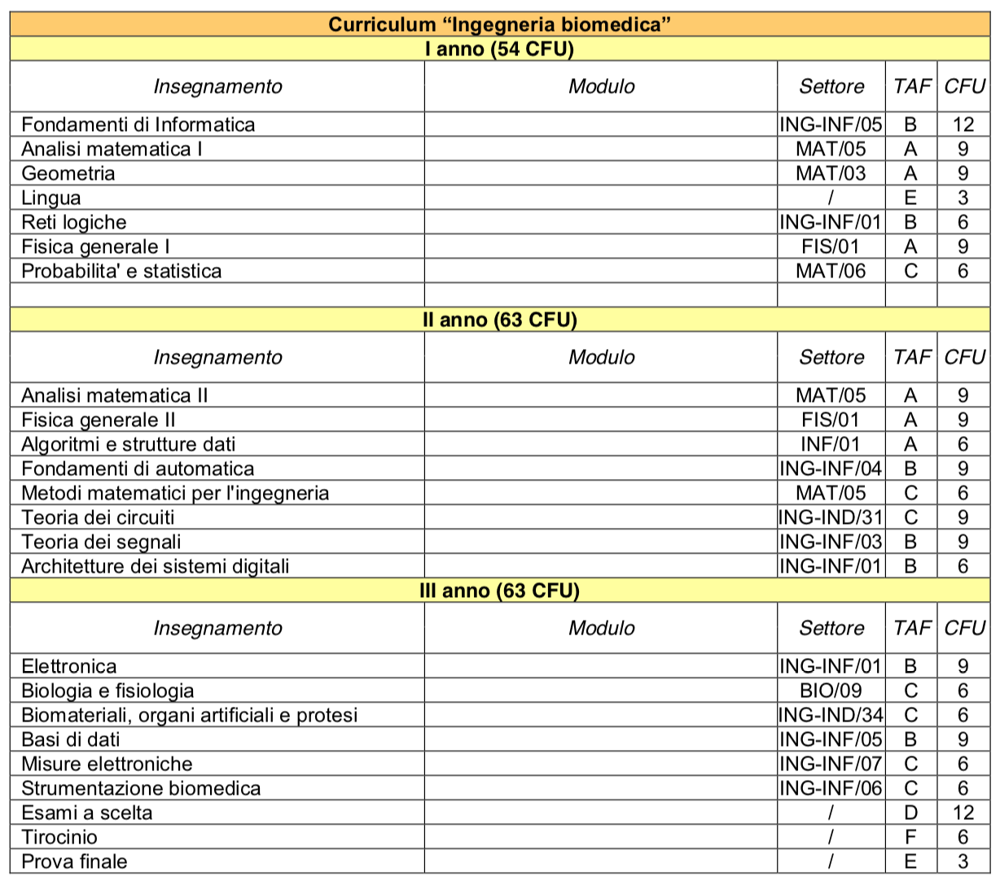 Curriculum “Ingegneria biomedica”
I anno (54 CFU)
Insegnamento Modulo Settore TAF CFU
Fondamenti di Informatica ING-INF/05 B 12
Analisi matematica I MAT/05 A 9
Geometria MAT/03 A 9
Lingua / E 3
Reti logiche ING-INF/01 B 6
Fisica generale I FIS/01 A 9
Probabilita' e statistica MAT/06 C 6
II anno (63 CFU)
Insegnamento Modulo Settore TAF CFU
Analisi matematica II MAT/05 A 9
Fisica generale II FIS/01 A 9
Algoritmi e strutture dati INF/01 A 6
Fondamenti di automatica ING-INF/04 B 9
Metodi matematici per l'ingegneria MAT/05 C 6
Teoria dei circuiti ING-IND/31 C 9
Teoria dei segnali ING-INF/03 B 9
Architetture dei sistemi digitali ING-INF/01 B 6
III anno (63 CFU)
Insegnamento Modulo Settore TAF CFU
Elettronica ING-INF/01 B 9
Biologia e fisiologia BIO/09 C 6
Biomateriali, organi artificiali e protesi ING-IND/34 C 6
Basi di dati ING-INF/05 B 9
Misure elettroniche ING-INF/07 C 6
Strumentazione biomedica ING-INF/06 C 6
Esami a scelta / D 12
Tirocinio / F 6
Prova finale / E 3